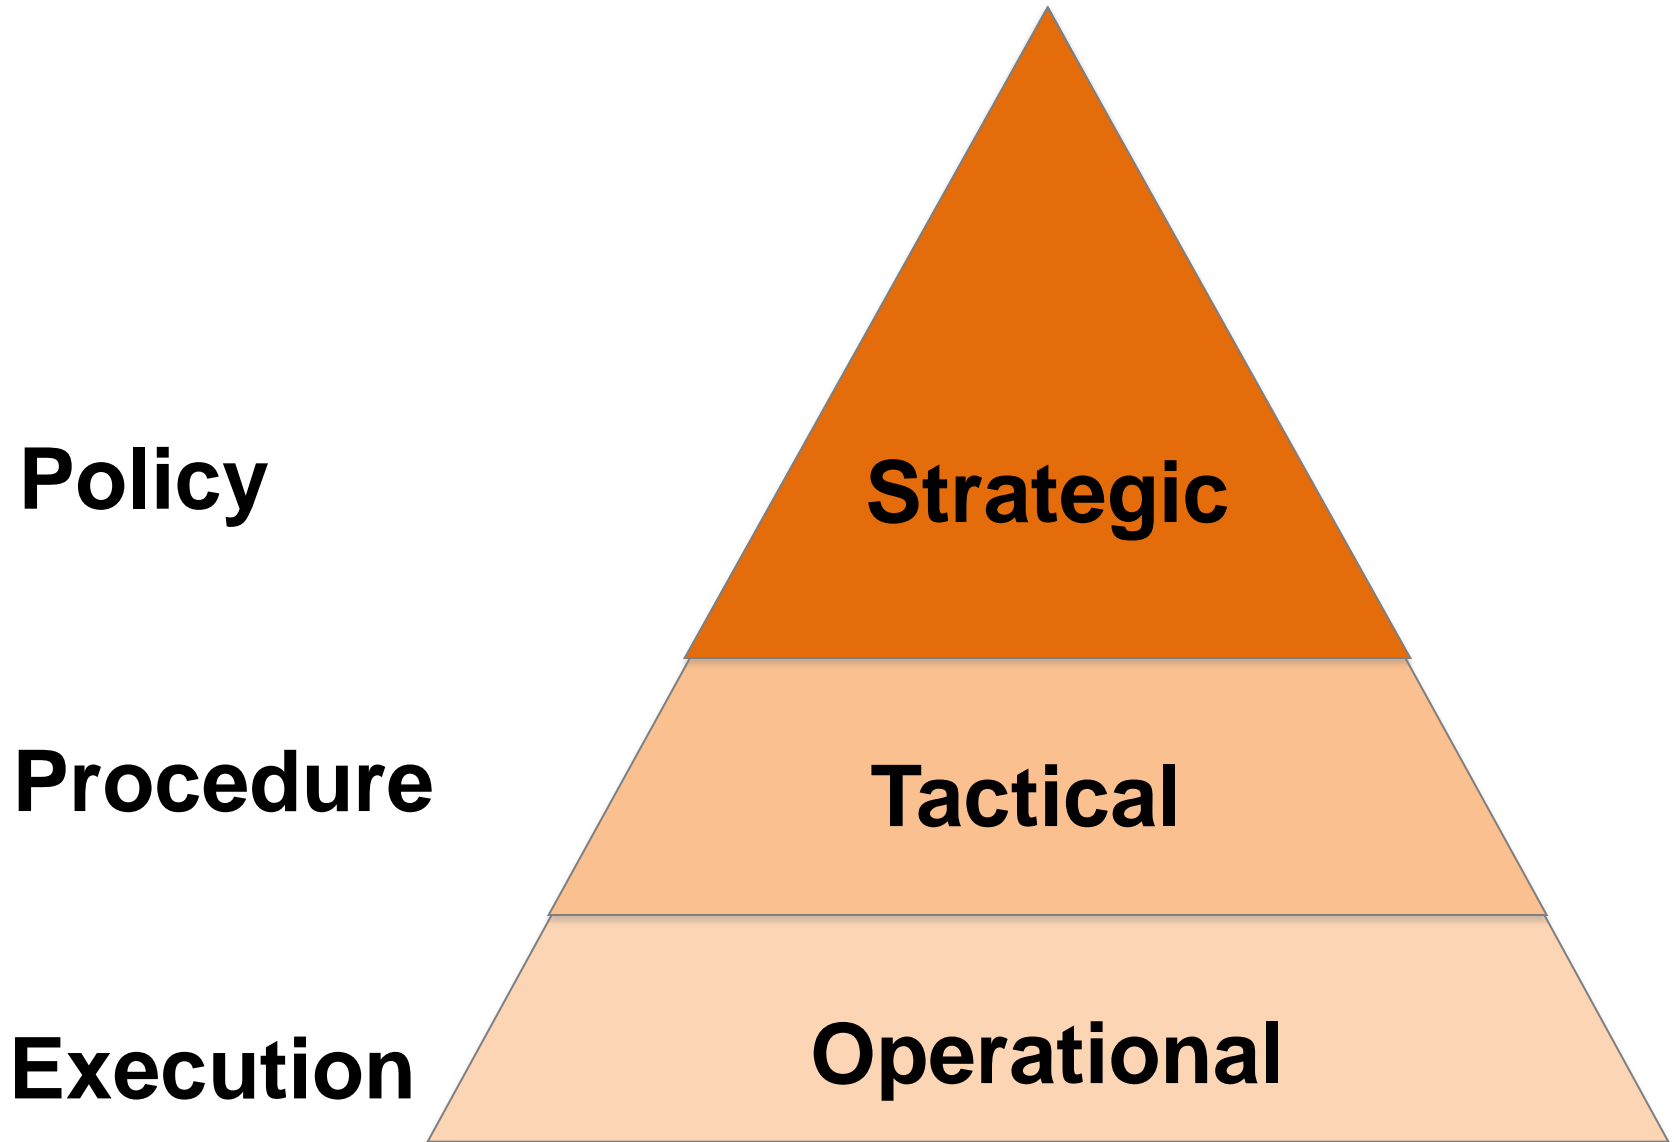 Policy
Strategic
Procedure
Tactical
Execution
Operational